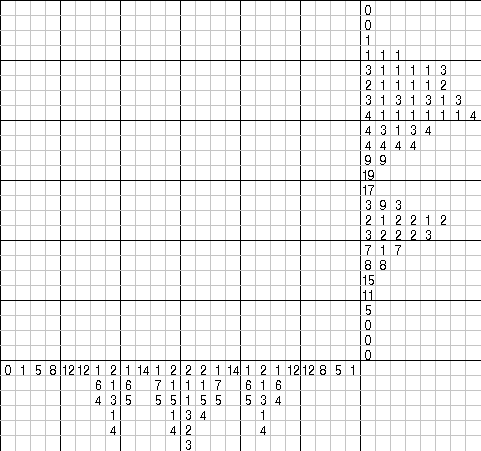 0
0
1
1 1 1
3 1 1 1 1 3
2 1 1 1 1 2
3 1 3 1 3 1 3
4 1 1 1 1 1 1 4
4 3 1 3 4
4 4 4 4
9 9
19
17
3 9 3
2 1 2 2 1 2
3 2 2 2 3
7 1 7
8 8
15
11
5
0
0
0
0 1 5 8 12 12 1 2 1 14 1 2 2 2 1 14 1 2 1 12 12 8 5 1
6 1 6 7 1 1 1 7 6 1 6
4 3 5 5 5 1 5 5 5 3 4
1 1 3 4 1
4 4 2 4
3